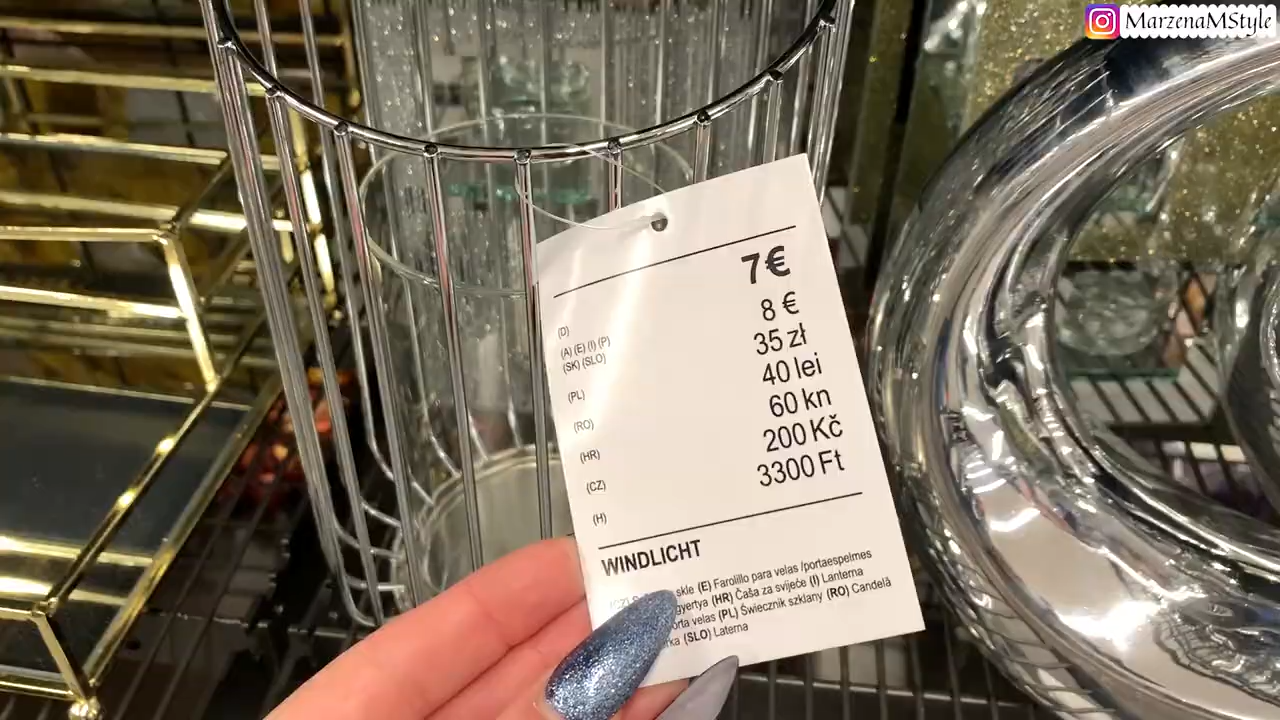 MarzenaMStyle
7€
(D)
8 €
(A) (E) (I) (P)
(SK) (SLO)
35 zł
(PL)
40 lei
(RO)
60 kn
(HR)
200 Kč
(CZ)
3300 Ft
(H)
WINDLICHT
skle (E) Farolillo para velas /portaespelmes
gyertya (HR) Čaša za svijeće (I) Lanterna
orta velas (PL) Świecznik szklany (RO) Candelă
rka (SLO) Laterna